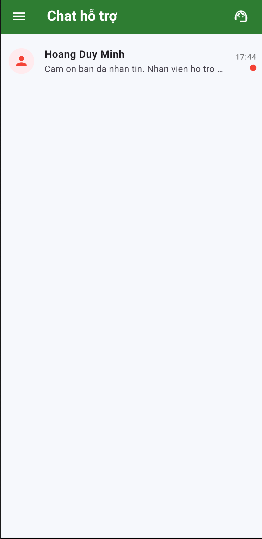 Chat hỗ trợ
Hoang Duy Minh
17:44
Cam on ban da nhan tin. Nhan vien ho tro ...